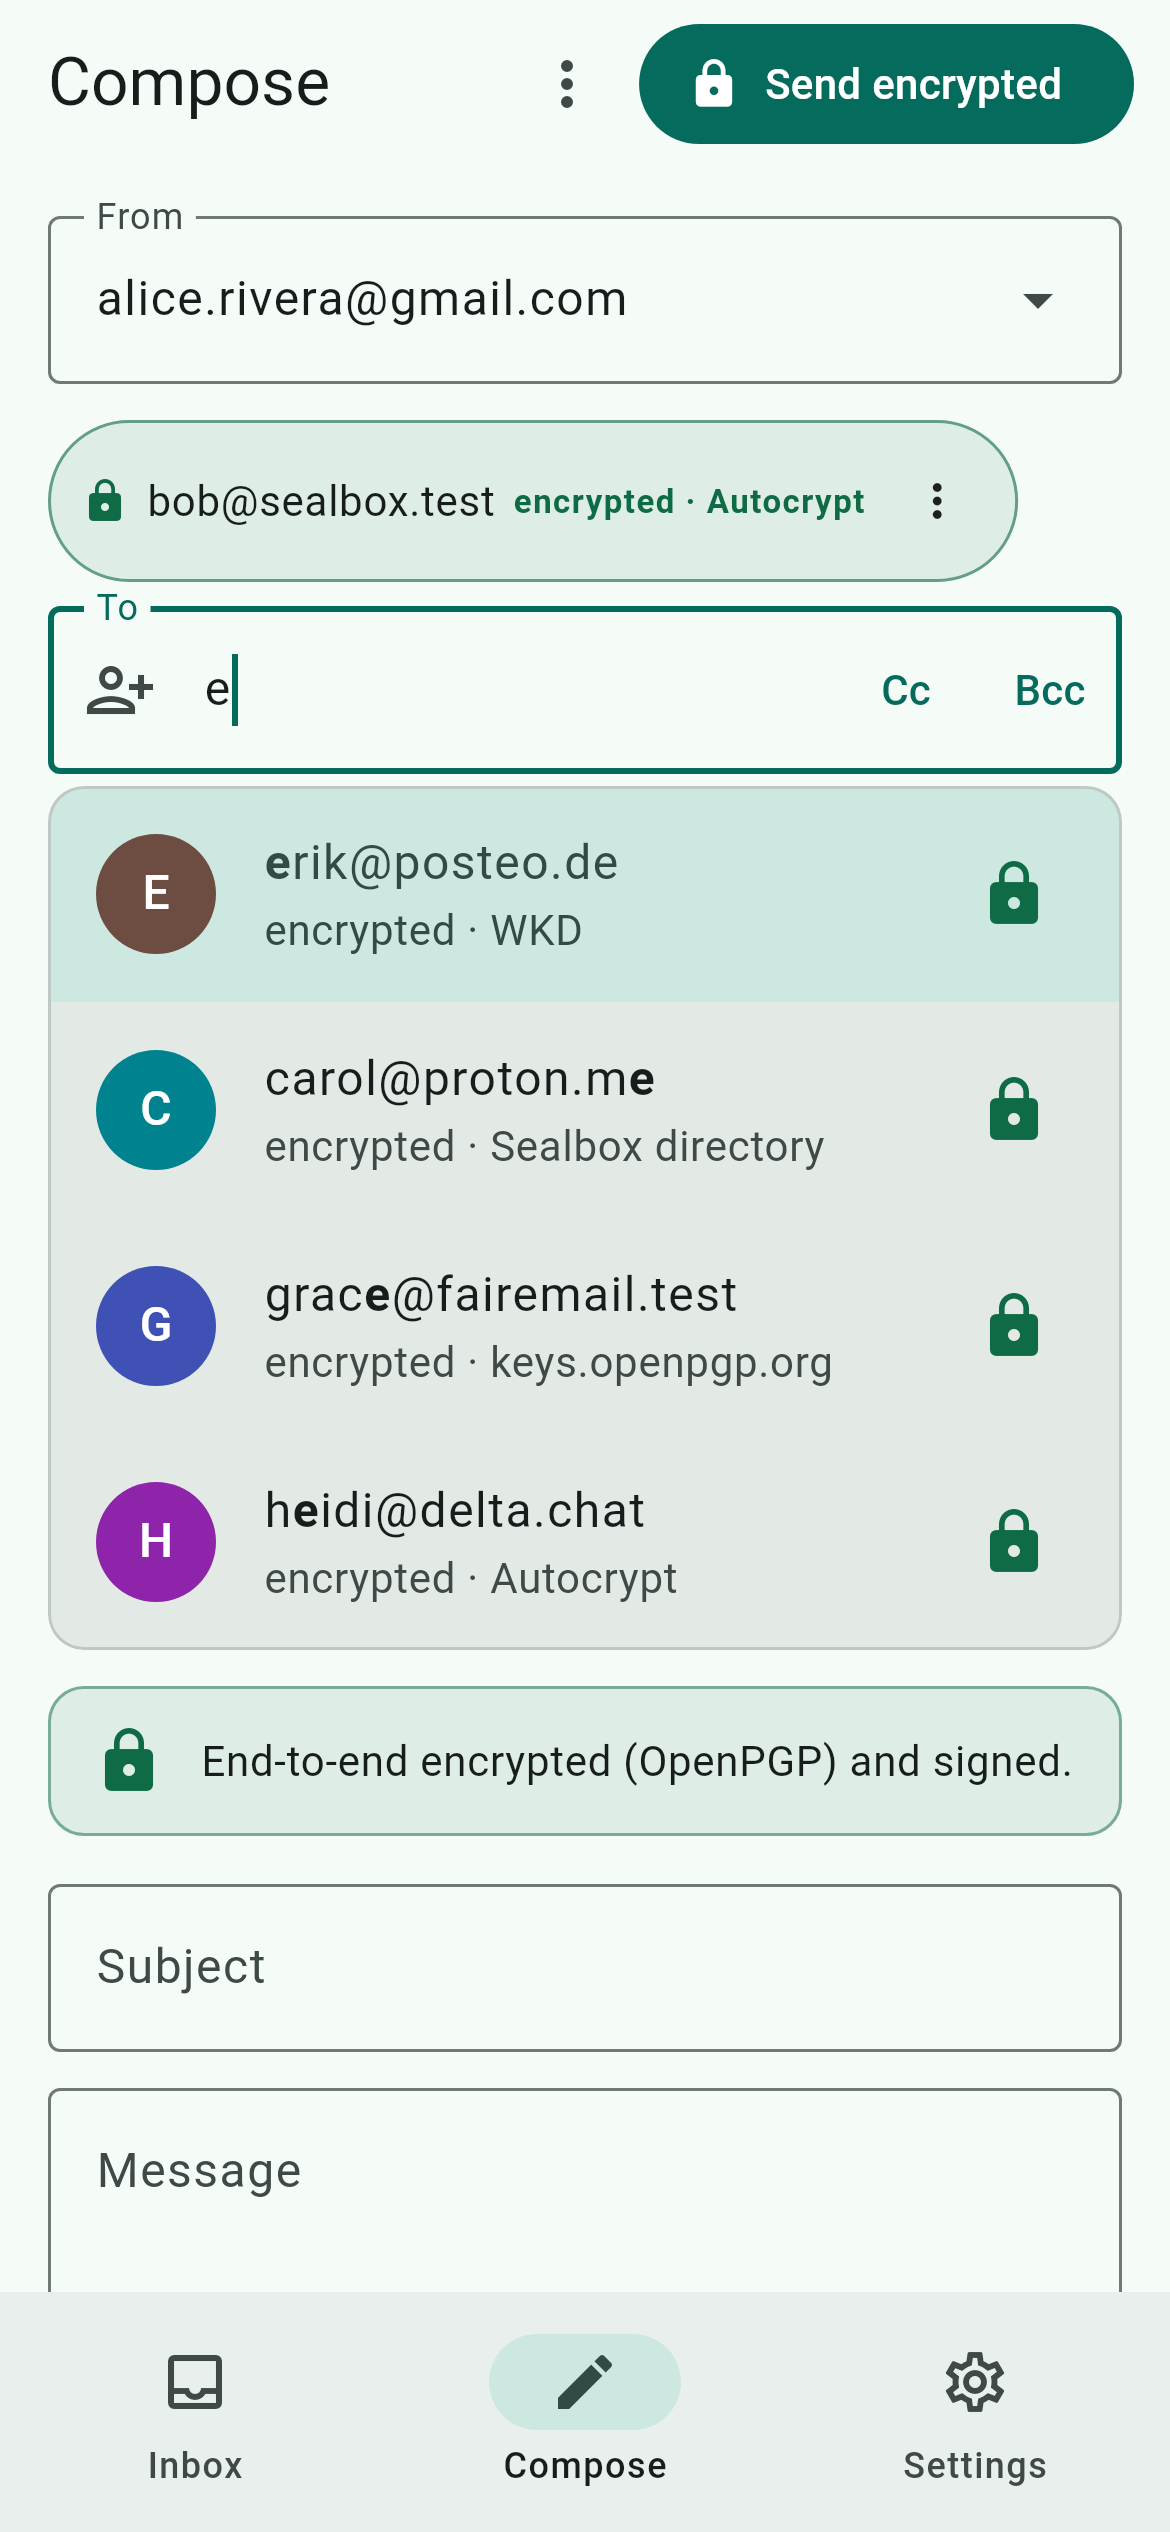 Compose
Send encrypted
From
alice.rivera@gmail.com
bob@sealbox.test encrypted · Autocrypt
To
e
Cc
Bcc
E
erik@posteo.de
encrypted · WKD
C
carol@proton.me
encrypted · Sealbox directory
G
grace@fairemail.test
encrypted · keys.openpgp.org
H
heidi@delta.chat
encrypted · Autocrypt
End-to-end encrypted (OpenPGP) and signed.
Subject
Message
Inbox
Compose
Settings